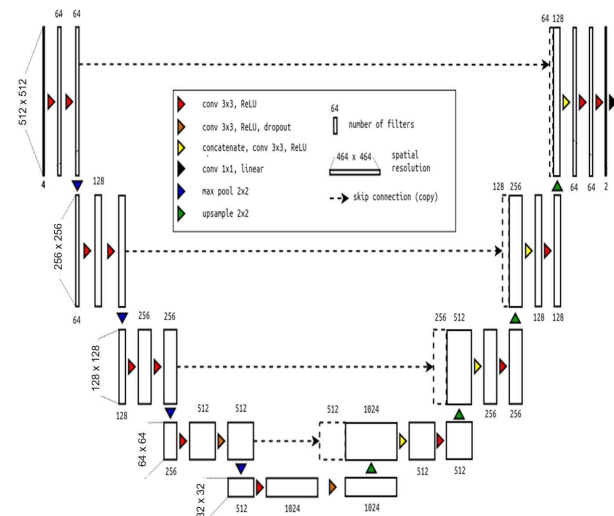 64 64
64 128
512 x 512
4
64 64 2
64
conv 3x3, ReLU
conv 3x3, ReLU, dropout
number of filters
concatenate, conv 3x3, ReLU
464 x 464
spatial
resolution
conv 1x1, linear
max pool 2x2
skip connection (copy)
upsample 2x2
128
128 256
256 x 256
64
128 128
256 256
256 512
128 x 128
128
256 256
512 512
512 1024
64 x 64
256
512 512
32 x 32
512 1024 1024